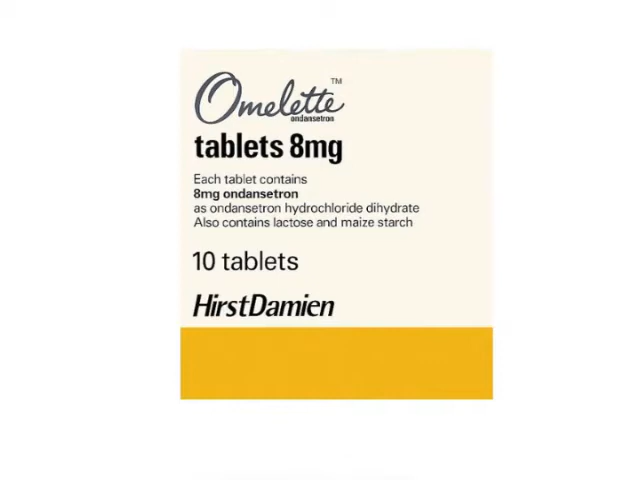 Omelette™
ondansetron
tablets 8mg
Each tablet contains
8mg ondansetron
as ondansetron hydrochloride dihydrate
Also contains lactose and maize starch
10 tablets
HirstDamien